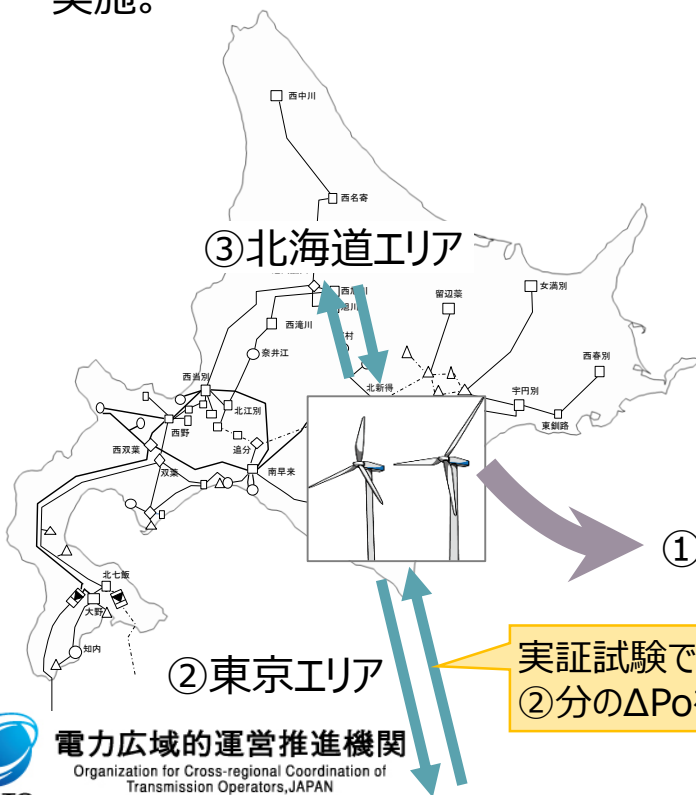 実施。
西中川
西名寄
③北海道エリア
留辺蘂
女満別
西滝川
奈井江
西春別
西当別
北新得
宇円別
北江別
東釧路
西野
追分
西双葉
双葉
南早来
①
北七飯
大野
知内
②東京エリア
実証試験で
②分のΔPo
電力広域的運営推進機関
Organization for Cross-regional Coordination of
Transmission Operators,JAPAN